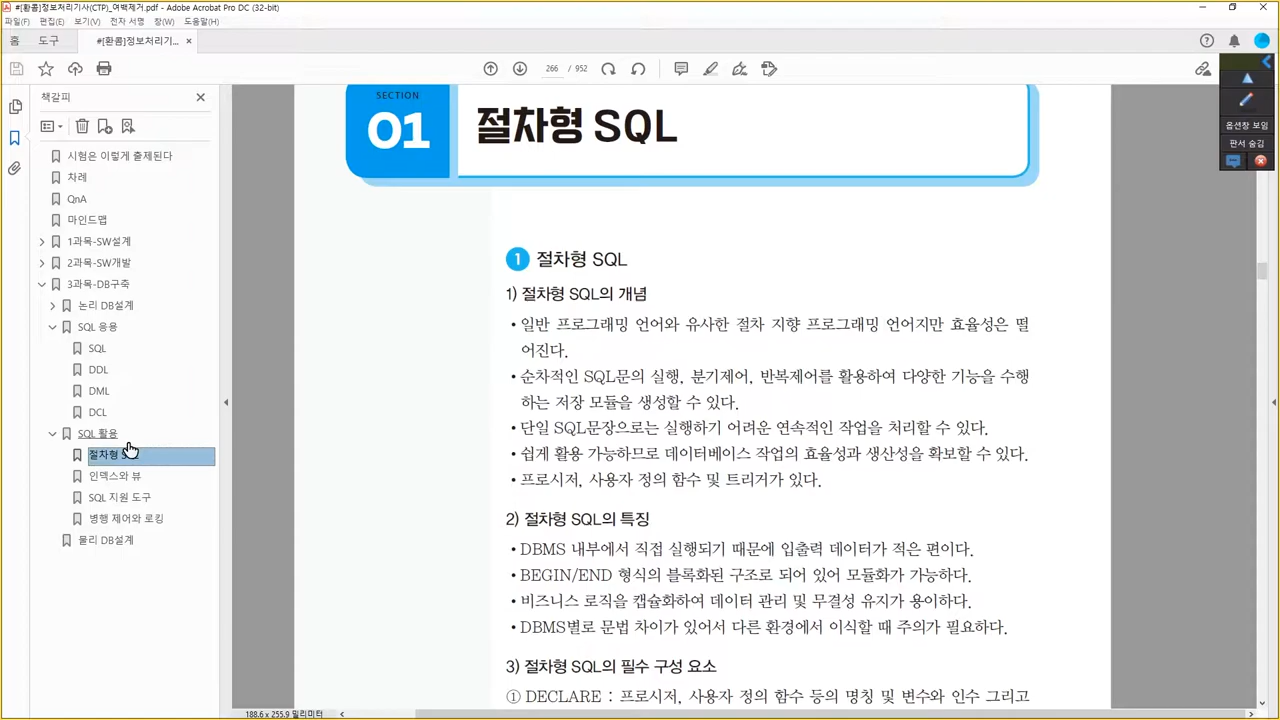 #[환콤]정보처리기사(CTP)_여백제거.pdf - Adobe Acrobat Pro DC (32-bit)
파일(F) 편집(E) 보기(V) 전자 서명 창(W) 도움말(H)
홈 도구 #[환콤]정보처리기... ×
266 / 952
책갈피
시험은 이렇게 출제된다
차례
QnA
마인드맵
1과목-SW설계
2과목-SW개발
3과목-DB구축
논리 DB설계
SQL 응용
SQL
DDL
DML
DCL
SQL 활용
절차형
인덱스와 뷰
SQL 지원 도구
병행 제어와 로킹
물리 DB설계
SECTION
01
절차형 SQL
1 절차형 SQL
1) 절차형 SQL의 개념
• 일반 프로그래밍 언어와 유사한 절차 지향 프로그래밍 언어지만 효율성은 떨
어진다.
• 순차적인 SQL문의 실행, 분기제어, 반복제어를 활용하여 다양한 기능을 수행
하는 저장 모듈을 생성할 수 있다.
• 단일 SQL문장으로는 실행하기 어려운 연속적인 작업을 처리할 수 있다.
• 쉽게 활용 가능하므로 데이터베이스 작업의 효율성과 생산성을 확보할 수 있다.
• 프로시저, 사용자 정의 함수 및 트리거가 있다.
2) 절차형 SQL의 특징
• DBMS 내부에서 직접 실행되기 때문에 입출력 데이터가 적은 편이다.
• BEGIN/END 형식의 블록화된 구조로 되어 있어 모듈화가 가능하다.
• 비즈니스 로직을 캡슐화하여 데이터 관리 및 무결성 유지가 용이하다.
• DBMS별로 문법 차이가 있어서 다른 환경에서 이식할 때 주의가 필요하다.
3) 절차형 SQL의 필수 구성 요소
① DECLARE : 프로시저, 사용자 정의 함수 등의 명칭 및 변수와 인수 그리고
옵션창 보임
판서 숨김
188.6 x 255.9 밀리미터